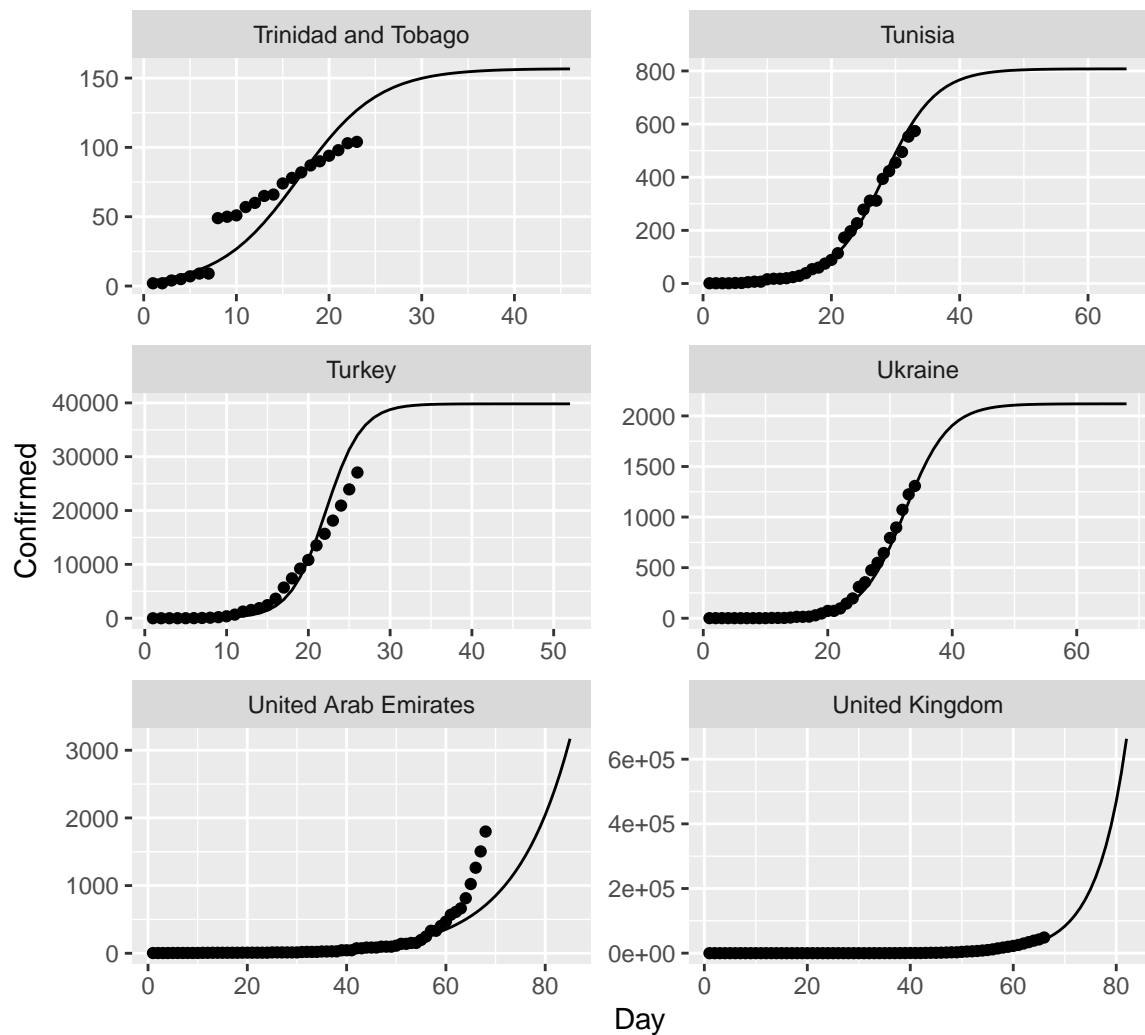 Trinidad and Tobago
Tunisia
150
100
50
0
0 10 20 30 40
800
600
400
200
0
0 20 40 60
Turkey
Ukraine
40000
30000
20000
10000
0
0 10 20 30 40 50
2000
1500
1000
500
0
0 20 40 60
United Arab Emirates
United Kingdom
3000
2000
1000
0
0 20 40 60 80
6e+05
4e+05
2e+05
0e+00
0 20 40 60 80
Confirmed
Day